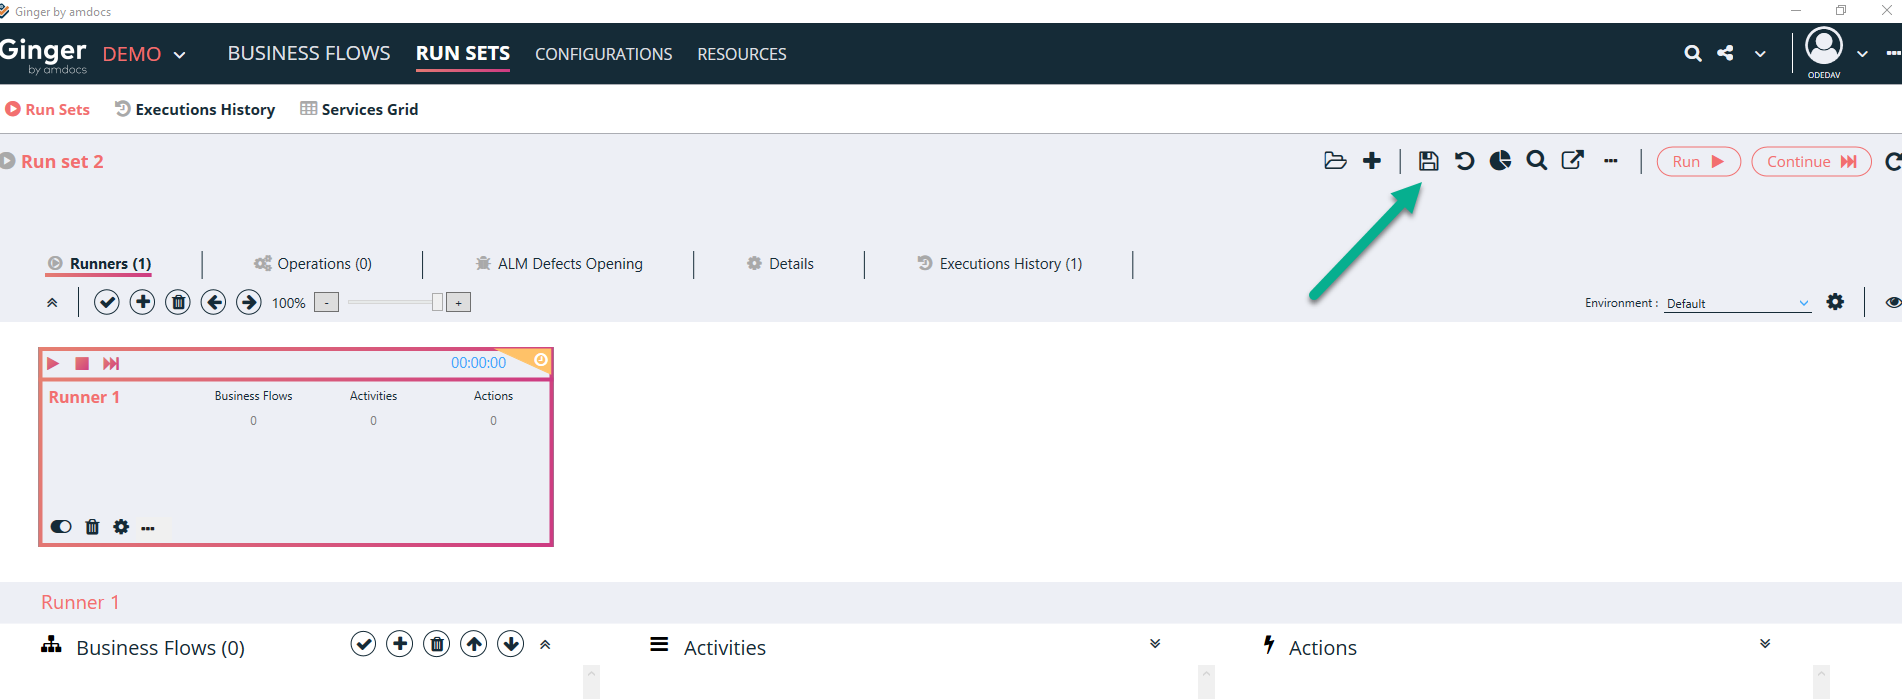 Ginger by amdocs
Ginger by amdocs DEMO BUSINESS FLOWS RUN SETS CONFIGURATIONS RESOURCES
ODEDAV
Run Sets Executions History Services Grid
Run set 2 Run Continue
Runners (1) Operations (0) ALM Defects Opening Details Executions History (1)
100% - + Environment : Default
00:00:00
Runner 1 Business Flows Activities Actions
0 0 0
Runner 1
Business Flows (0) Activities Actions